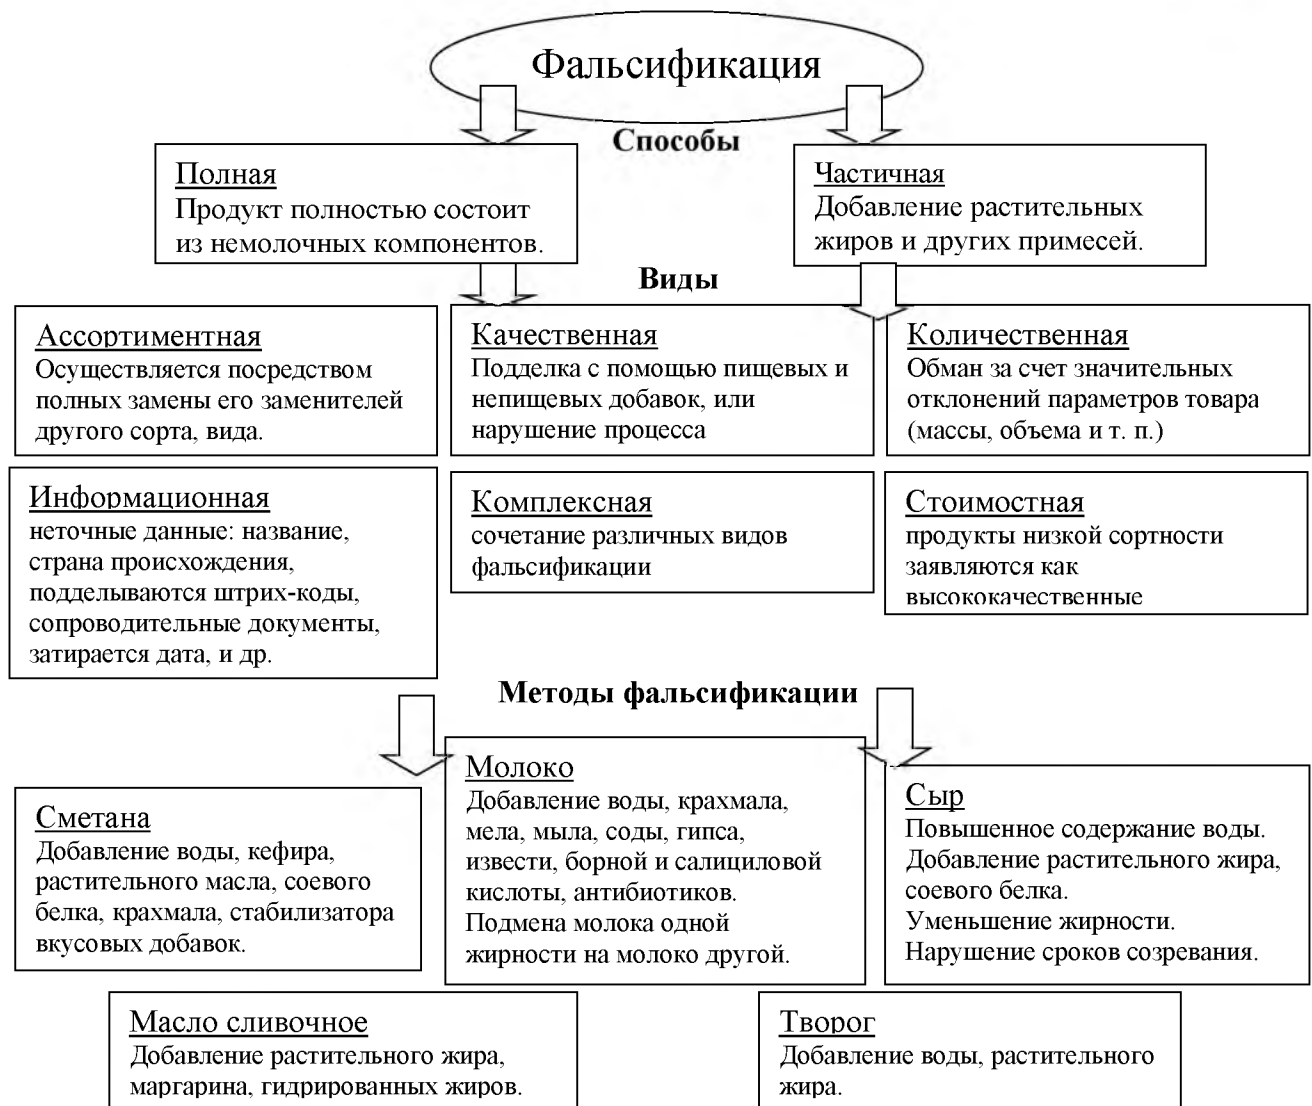 Фальсификация
Способы
Полная
Продукт полностью состоит
из немолочных компонентов.
Частичная
Добавление растительных
жиров и других примесей.
Виды
Ассортиментная
Осуществляется посредством
полных замены его заменителей
другого сорта, вида.
Качественная
Подделка с помощью пищевых и
непищевых добавок, или
нарушение процесса
Количественная
Обман за счет значительных
отклонений параметров товара
(массы, объема и т. п.)
Информационная
неточные данные: название,
страна происхождения,
подделываются штрих-коды,
сопроводительные документы,
затирается дата, и др.
Комплексная
сочетание различных видов
фальсификации
Стоимостная
продукты низкой сортности
заявляются как
высококачественные
Методы фальсификации
Сметана
Добавление воды, кефира,
растительного масла, соевого
белка, крахмала, стабилизатора
вкусовых добавок.
Молоко
Добавление воды, крахмала,
мела, мыла, соды, гипса,
извести, борной и салициловой
кислоты, антибиотиков.
Подмена молока одной
жирности на молоко другой.
Сыр
Повышенное содержание воды.
Добавление растительного жира,
соевого белка.
Уменьшение жирности.
Нарушение сроков созревания.
Масло сливочное
Добавление растительного жира,
маргарина, гидрированных жиров.
Творог
Добавление воды, растительного
жира.